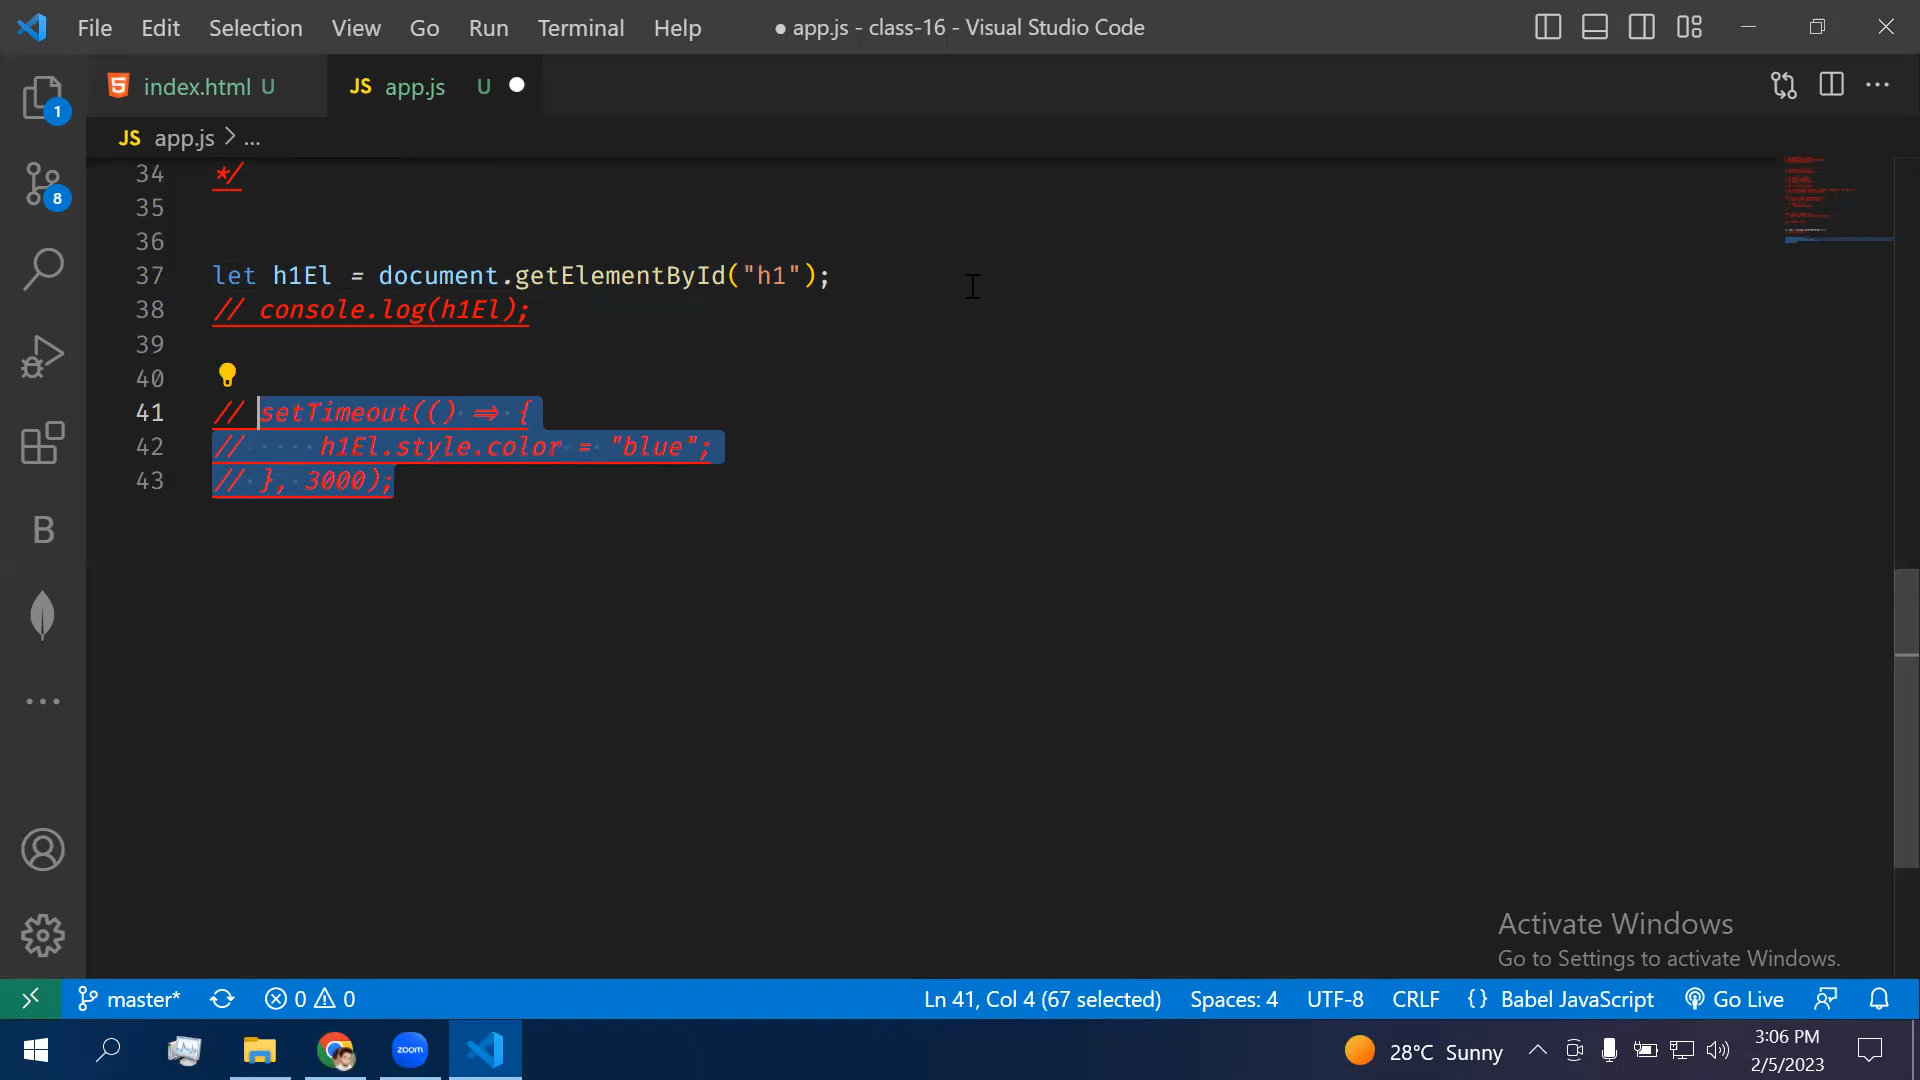 File Edit Selection View Go Run Terminal Help
● app.js - class-16 - Visual Studio Code
index.html U
JS app.js U
JS app.js > ...
1
8
B
34 */
35
36
37 let h1El = document.getElementById("h1");
38 // console.log(h1El);
39
40
41 // setTimeout(() => {
42 //     h1El.style.color = "blue";
43 // }, 3000);
Activate Windows
Go to Settings to activate Windows.
master* 0 0 Ln 41, Col 4 (67 selected) Spaces: 4 UTF-8 CRLF {} Babel JavaScript Go Live
zoom 28°C Sunny
3:06 PM
2/5/2023